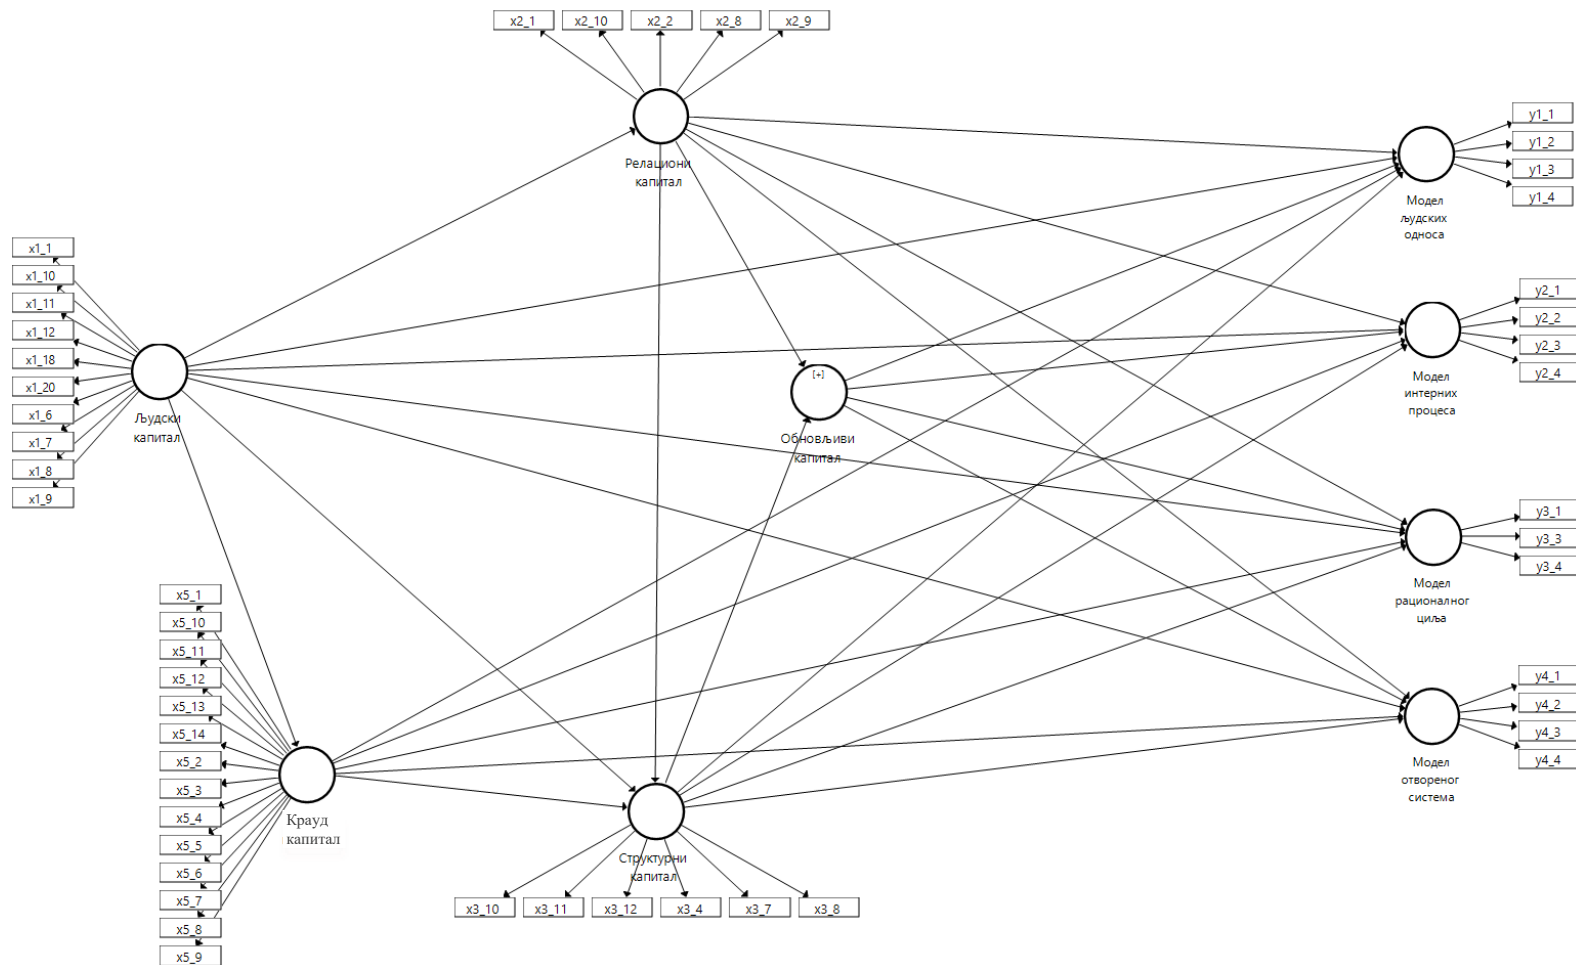 x2_1
x2_10
x2_2
x2_8
x2_9
Релациони
капитал
y1_1
y1_2
y1_3
y1_4
Модел
људских
односа
x1_1
x1_10
x1_11
x1_12
x1_18
x1_20
x1_6
x1_7
x1_8
x1_9
Људски
капитал
[+]
Обновљиви
капитал
y2_1
y2_2
y2_3
y2_4
Модел
интерних
процеса
y3_1
y3_3
y3_4
Модел
рационалног
циља
x5_1
x5_10
x5_11
x5_12
x5_13
x5_14
x5_2
x5_3
x5_4
x5_5
x5_6
x5_7
x5_8
x5_9
Крауд
капитал
Структурни
капитал
x3_10
x3_11
x3_12
x3_4
x3_7
x3_8
y4_1
y4_2
y4_3
y4_4
Модел
отвореног
система